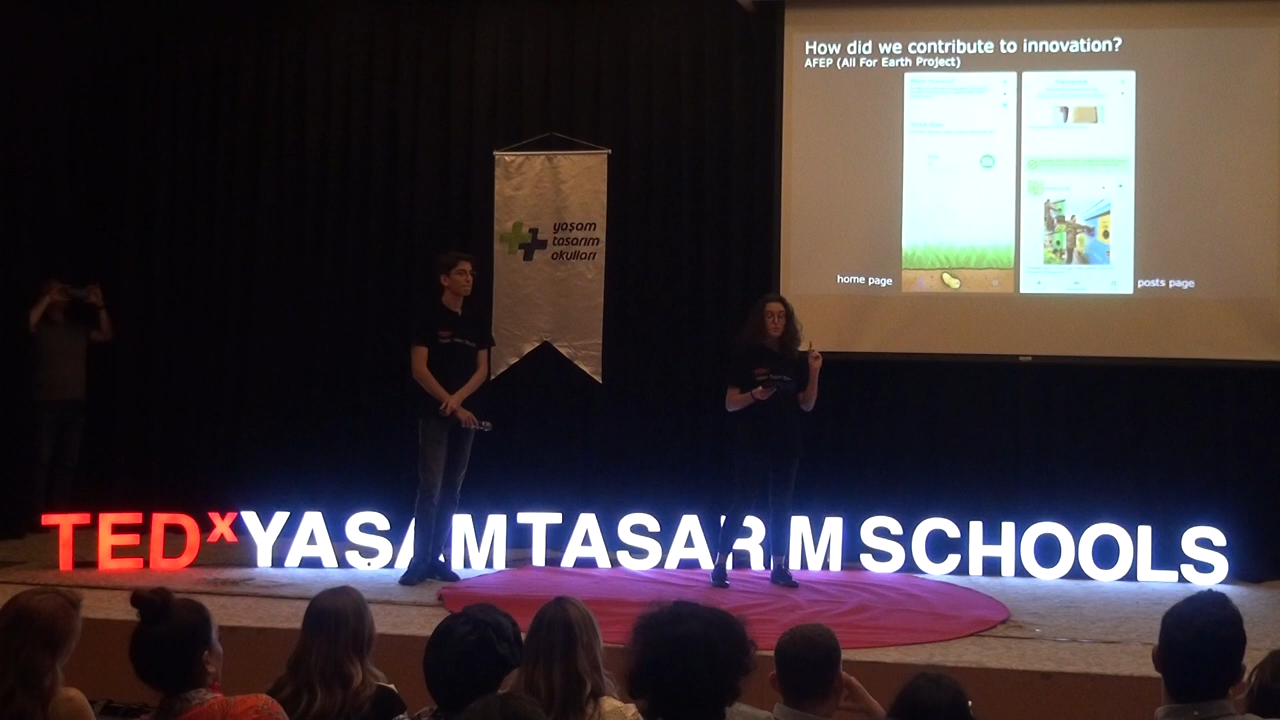 How did we contribute to innovation?
AFEP (All For Earth Project)
home page
posts page
yaşam
tasarım
okulları
TEDxYAŞAMTASARIMSCHOOLS